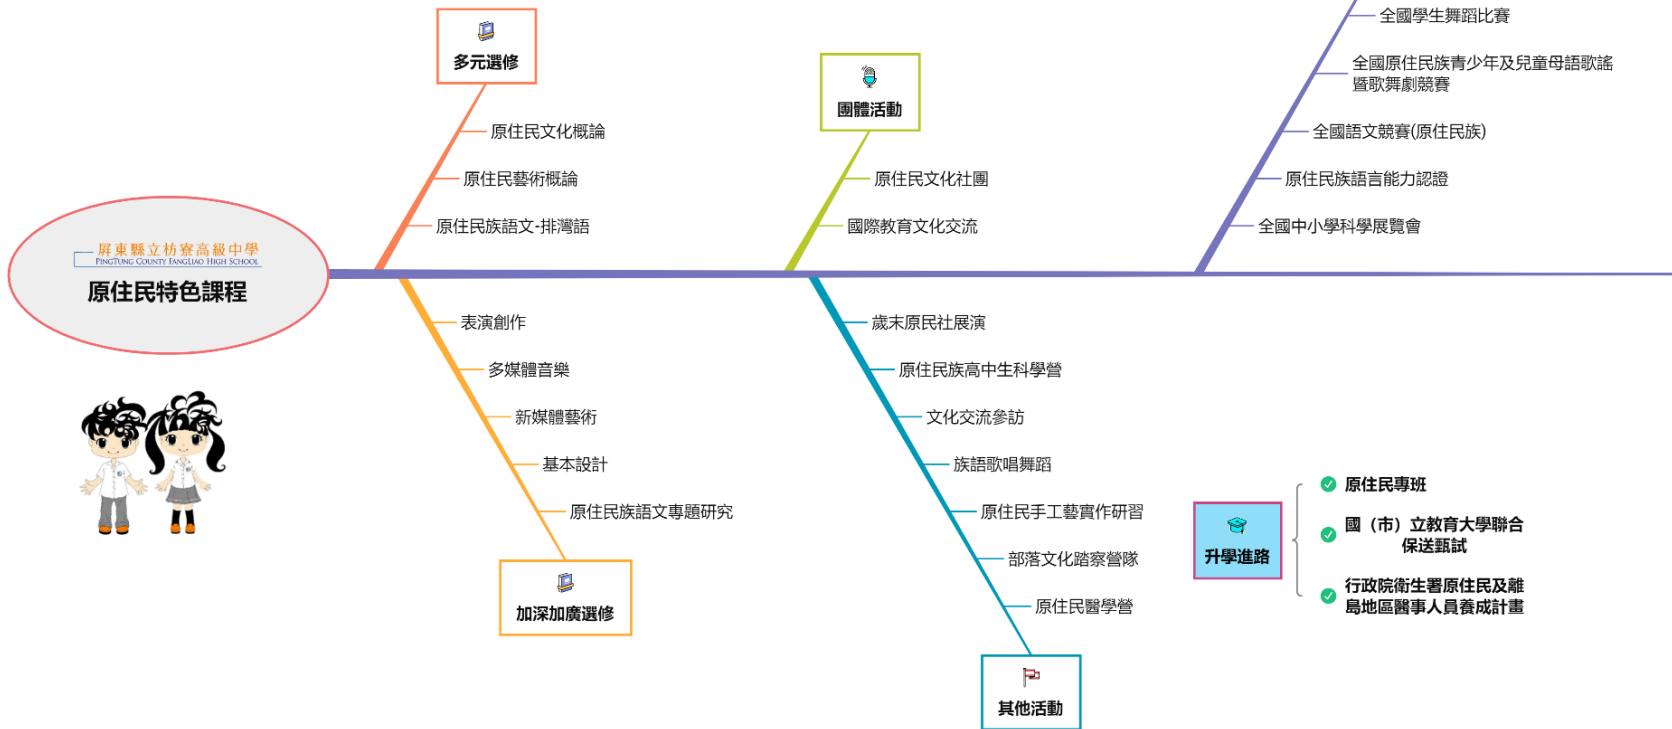 屏東縣立枋寮高級中學
PINGTUNG COUNTY FANGLIAO HIGH SCHOOL
原住民特色課程
多元選修
原住民文化概論
原住民藝術概論
原住民族語文-排灣語
團體活動
原住民文化社團
國際教育文化交流
全國學生舞蹈比賽
全國原住民族青少年及兒童母語歌謠
暨歌舞劇競賽
全國語文競賽(原住民族)
原住民族語言能力認證
全國中小學科學展覽會
表演創作
多媒體音樂
新媒體藝術
基本設計
原住民族語文專題研究
加深加廣選修
歲末原民社展演
原住民族高中生科學營
文化交流參訪
族語歌唱舞蹈
原住民手工藝實作研習
部落文化踏察營隊
原住民醫學營
其他活動
升學進路
原住民專班
國（市）立教育大學聯合
保送甄試
行政院衛生署原住民及離
島地區醫事人員養成計畫